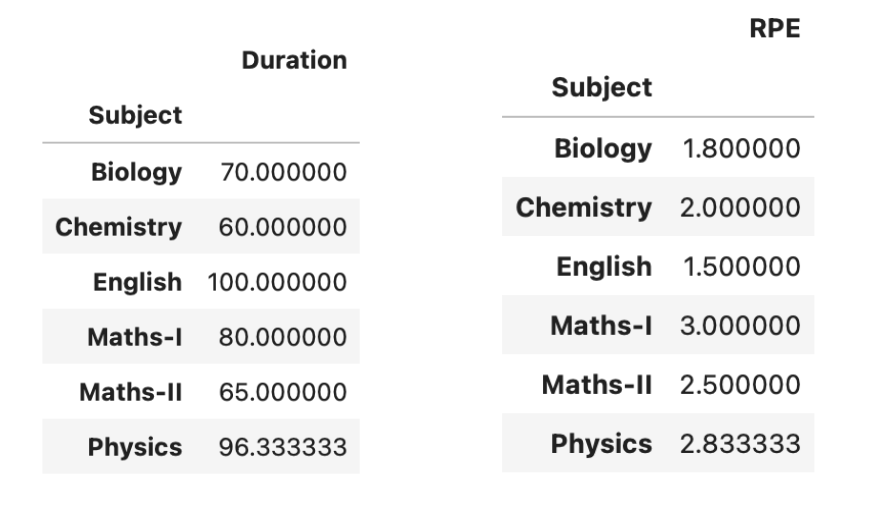 Duration
Subject
Biology 70.000000
Chemistry 60.000000
English 100.000000
Maths-I 80.000000
Maths-II 65.000000
Physics 96.333333
RPE
Subject
Biology 1.800000
Chemistry 2.000000
English 1.500000
Maths-I 3.000000
Maths-II 2.500000
Physics 2.833333